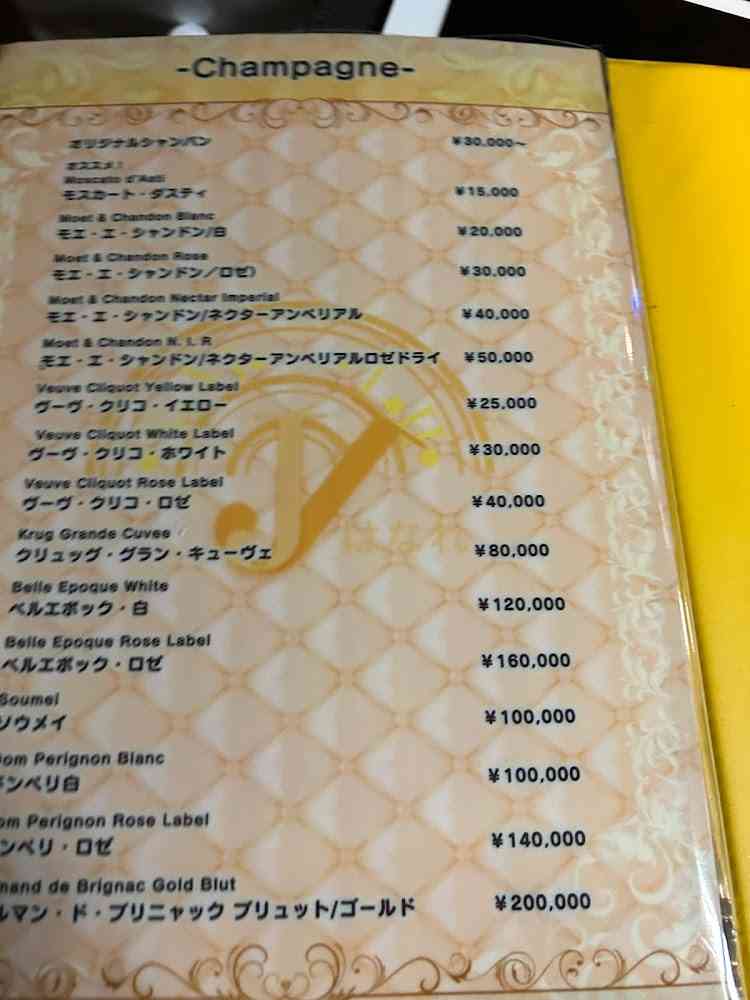 -Champagne-
オリジナルシャンパン ¥30,000~
オススメ!
Moscato d'Asti
モスカート・ダスティ ¥15,000
Moet & Chandon Blanc
モエ・エ・シャンドン/白 ¥20,000
Moet & Chandon Rose
モエ・エ・シャンドン/ロゼ) ¥30,000
Moet & Chandon Nectar Imperial
モエ・エ・シャンドン/ネクターアンペリアル ¥40,000
Moet & Chandon N. I. R
モエ・エ・シャンドン/ネクターアンペリアルロゼドライ ¥50,000
Veuve Cliquot Yellow Label
ヴーヴ・クリコ・イエロー ¥25,000
Veuve Cliquot White Label
ヴーヴ・クリコ・ホワイト ¥30,000
Veuve Cliquot Rose Label
ヴーヴ・クリコ・ロゼ ¥40,000
Krug Grande Cuvee
クリュッグ・グラン・キューヴェ ¥80,000
Belle Epoque White
ベルエポック・白 ¥120,000
Belle Epoque Rose Label
ベルエポック・ロゼ ¥160,000
Soumei
ソウメイ ¥100,000
Dom Perignon Blanc
ドンペリ白 ¥100,000
om Perignon Rose Label
ンペリ・ロゼ ¥140,000
mand de Brignac Gold Blut
ルマン・ド・ブリニャック ブリュット/ゴールド ¥200,000
はなれ